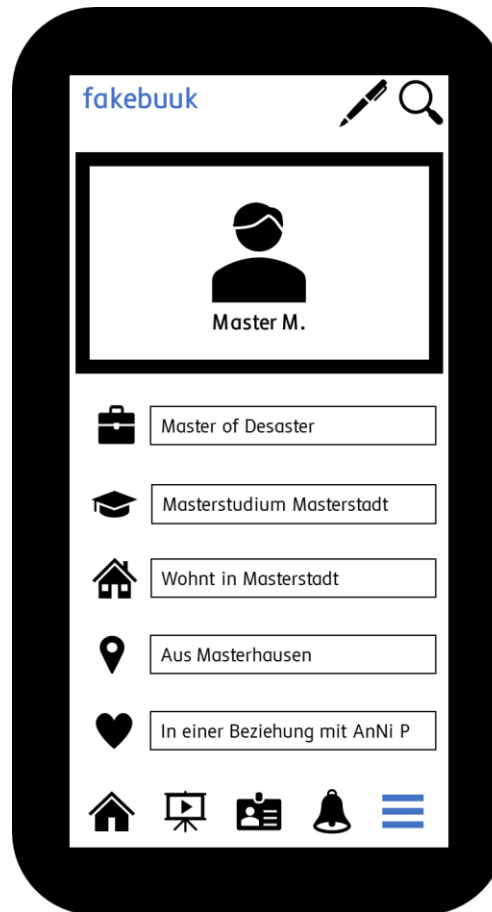 fakebuuk
Master M.
Master of Desaster
Masterstudium Masterstadt
Wohnt in Masterstadt
Aus Masterhausen
In einer Beziehung mit AnNi P